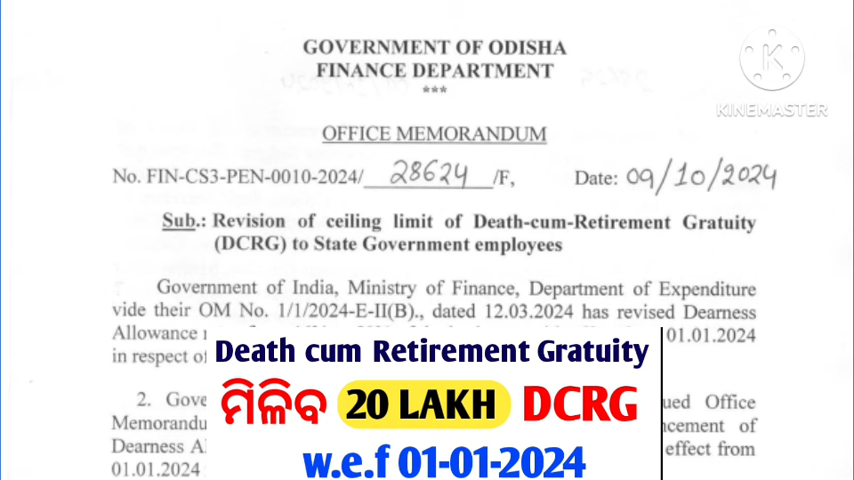 GOVERNMENT OF ODISHA
FINANCE DEPARTMENT
***
KINEMASTER
OFFICE MEMORANDUM
No. FIN-CS3-PEN-0010-2024/ 28624 /F, Date: 09/10/2024
Sub.: Revision of ceiling limit of Death-cum-Retirement Gratuity
(DCRG) to State Government employees
Government of India, Ministry of Finance, Department of Expenditure
vide their OM No. 1/1/2024-E-II(B)., dated 12.03.2024 has revised Dearness
Allowance 01.01.2024
in respect of
2. Office
Memorandu
Dearness effect from
01.01.2024
Death cum Retirement Gratuity
ମିଳିବ 20 LAKH DCRG
w.e.f 01-01-2024